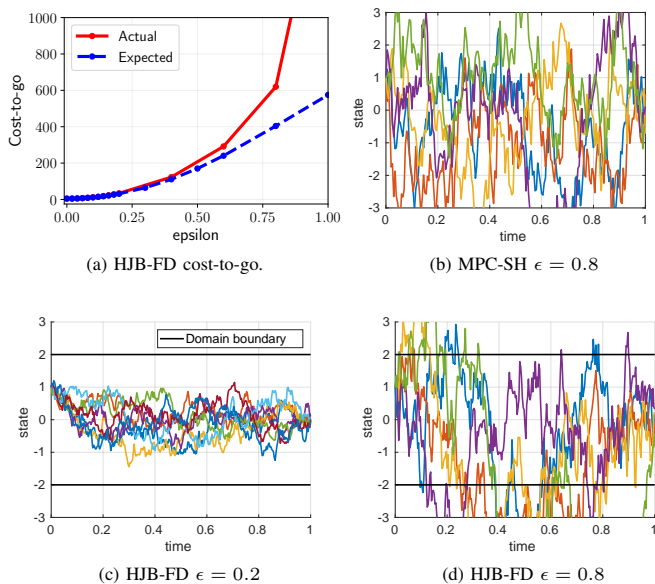 1000
800
600
400
200
0
Cost-to-go
Actual
Expected
0.00 0.25 0.50 0.75 1.00
epsilon
(a) HJB-FD cost-to-go.
3
2
1
0
-1
-2
-3
state
0 0.2 0.4 0.6 0.8 1
time
(b) MPC-SH ϵ = 0.8
3
2
1
0
-1
-2
-3
state
Domain boundary
0 0.2 0.4 0.6 0.8 1
time
(c) HJB-FD ϵ = 0.2
3
2
1
0
-1
-2
-3
state
0 0.2 0.4 0.6 0.8 1
time
(d) HJB-FD ϵ = 0.8